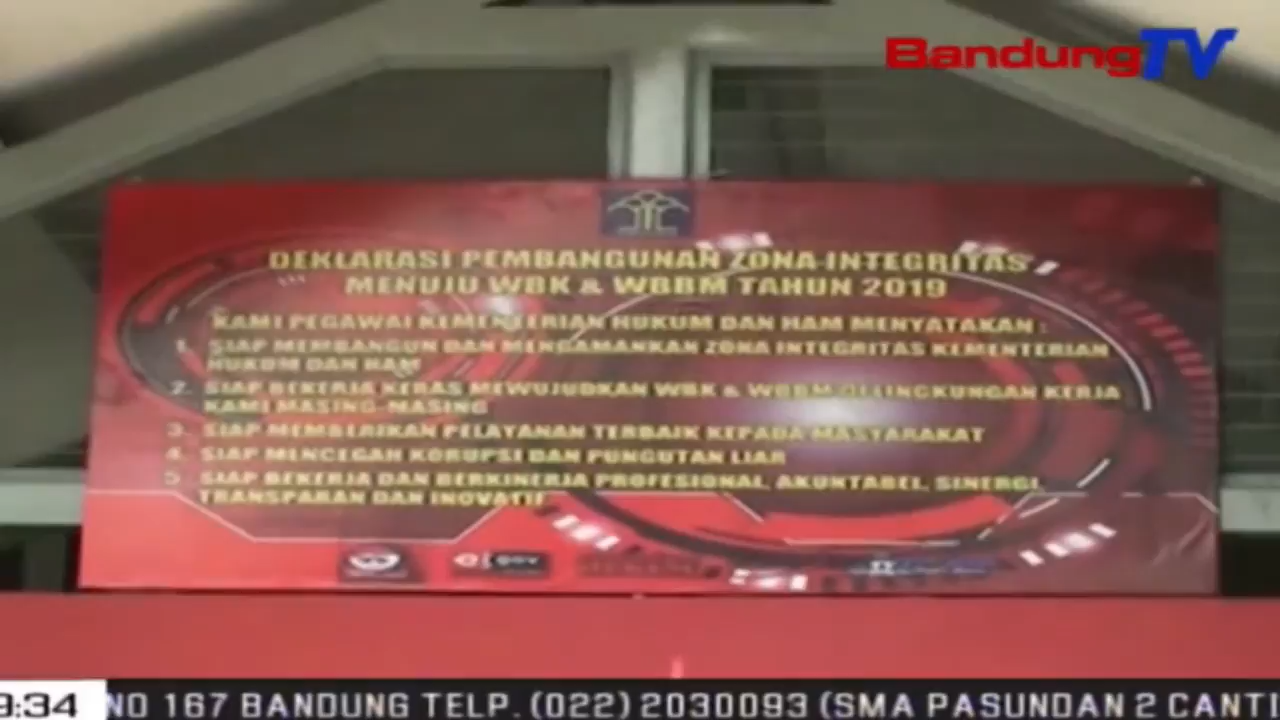 BandungTV
DEKLARASI PEMBANGUNAN ZONA INTEGRITAS
MENUJU WBK & WBBM TAHUN 2019
KAMI PEGAWAI KEMENTERIAN HUKUM DAN HAM MENYATAKAN :
1. SIAP MEMBANGUN DAN MENGAMANKAN ZONA INTEGRITAS KEMENTERIAN
HUKUM DAN HAM
2. SIAP BEKERJA KERAS MEWUJUDKAN WBK & WBBM DI LINGKUNGAN KERJA
KAMI MASING-MASING
3. SIAP MEMBERIKAN PELAYANAN TERBAIK KEPADA MASYARAKAT
4. SIAP MENCEGAH KORUPSI DAN PUNGUTAN LIAR
5. SIAP BEKERJA DAN BERKINERJA PROFESIONAL, AKUNTABEL, SINERGI,
TRANSPARAN DAN INOVATIF
9:34 NO 167 BANDUNG TELP. (022) 2030093 (SMA PASUNDAN 2 CANTI